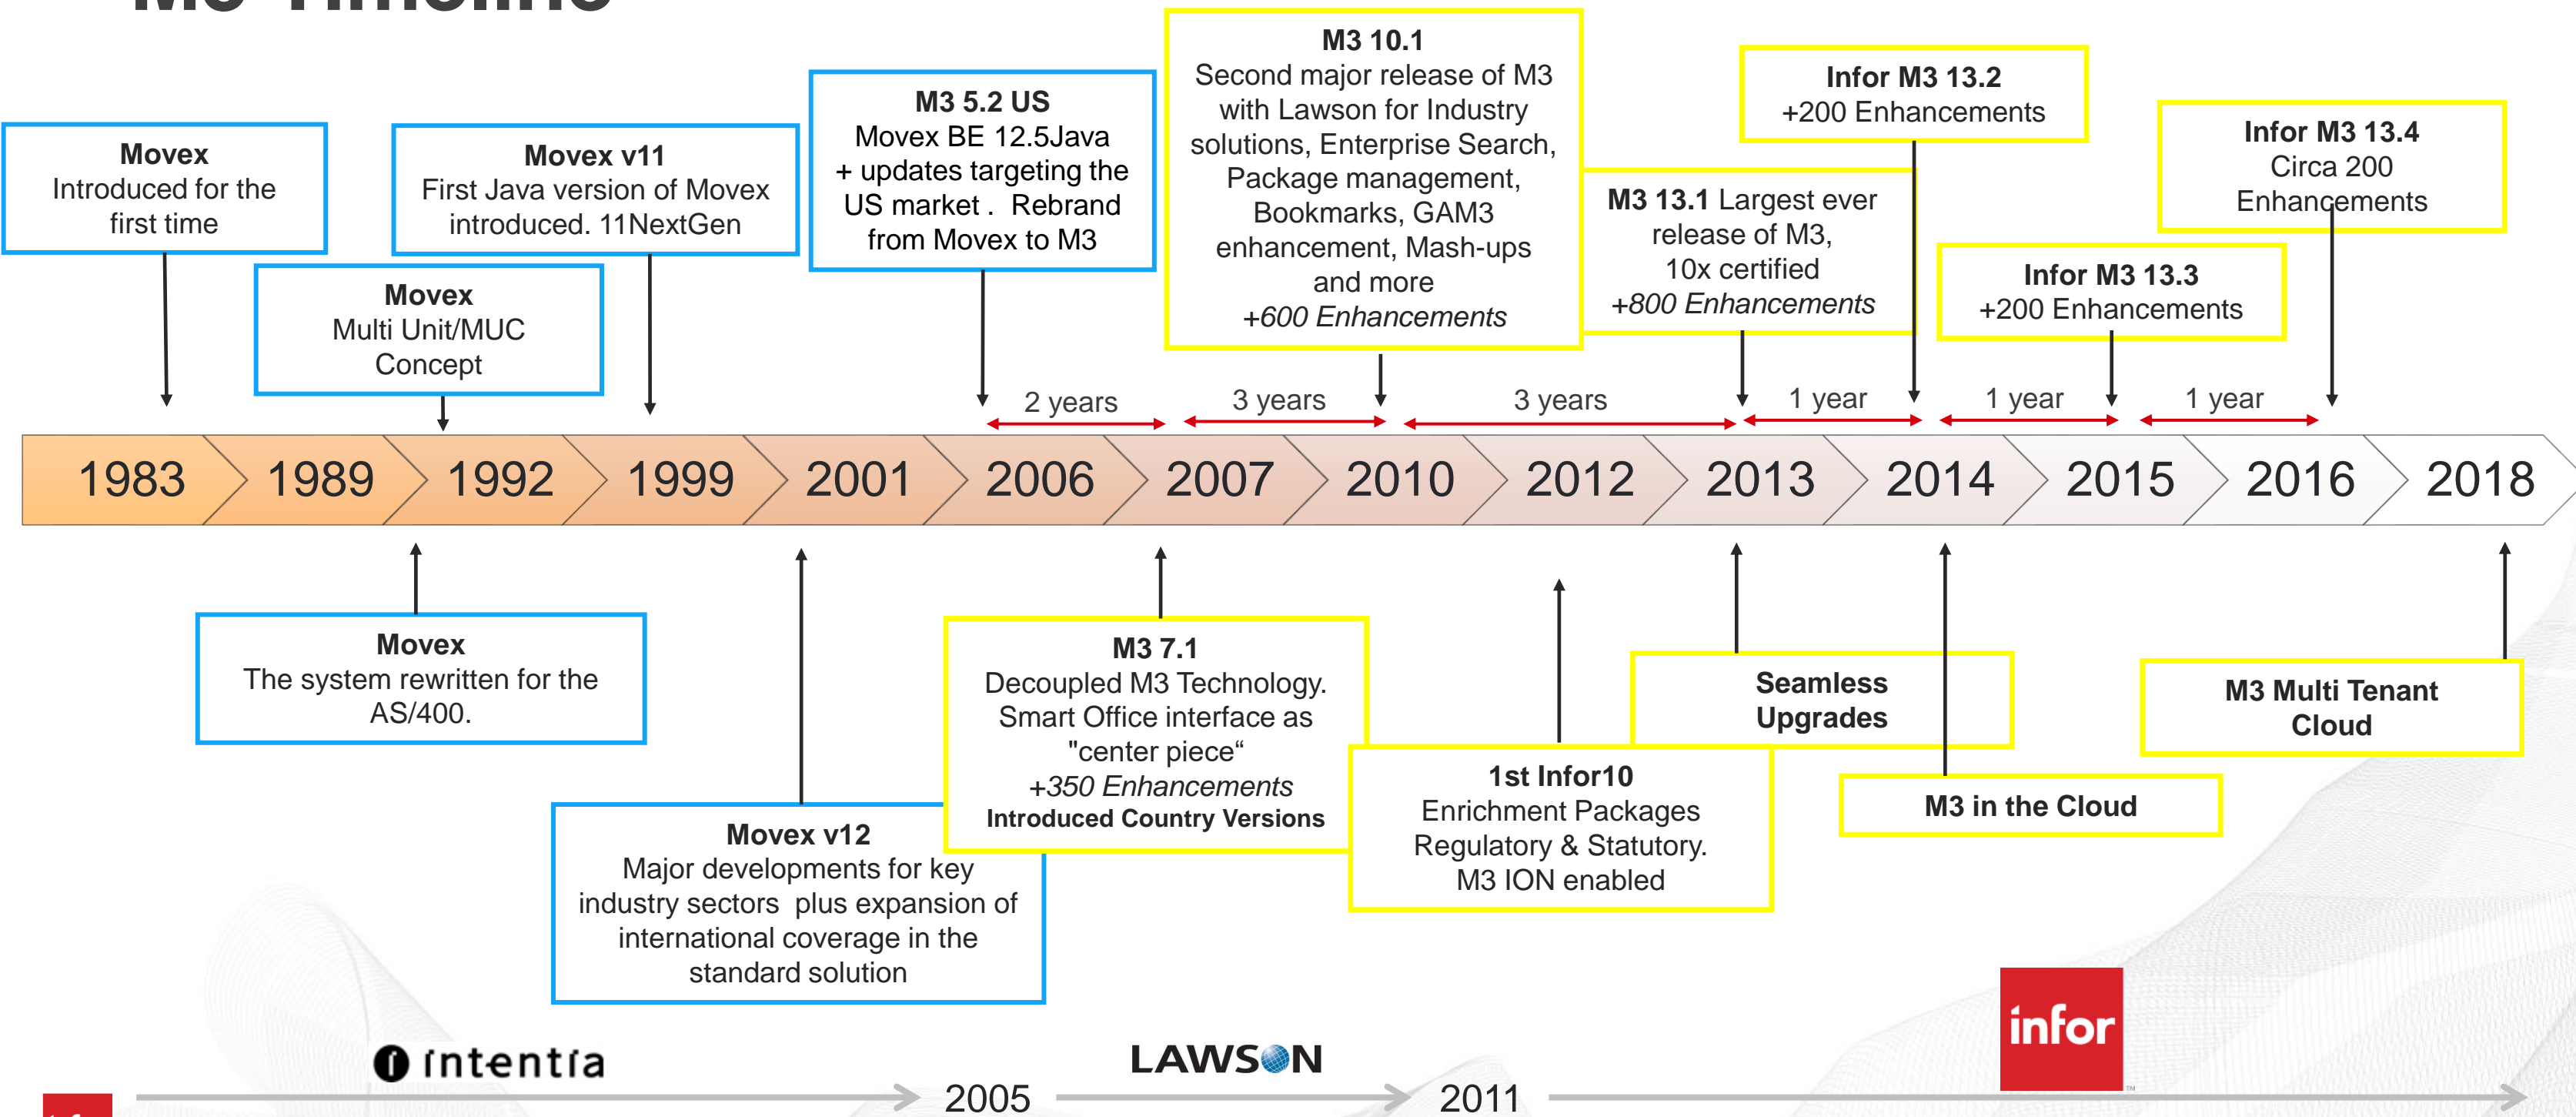 M3 Timeline
Movex
Introduced for the
first time
Movex
Multi Unit/MUC
Concept
Movex v11
First Java version of Movex
introduced. 11NextGen
M3 5.2 US
Movex BE 12.5Java
+ updates targeting the
US market . Rebrand
from Movex to M3
M3 10.1
Second major release of M3
with Lawson for Industry
solutions, Enterprise Search,
Package management,
Bookmarks, GAM3
enhancement, Mash-ups
and more
+600 Enhancements
M3 13.1 Largest ever
release of M3,
10x certified
+800 Enhancements
Infor M3 13.2
+200 Enhancements
Infor M3 13.3
+200 Enhancements
Infor M3 13.4
Circa 200
Enhancements
2 years
3 years
3 years
1 year
1 year
1 year
1983
1989
1992
1999
2001
2006
2007
2010
2012
2013
2014
2015
2016
2018
Movex
The system rewritten for the
AS/400.
Movex v12
Major developments for key
industry sectors plus expansion of
international coverage in the
standard solution
M3 7.1
Decoupled M3 Technology.
Smart Office interface as
"center piece“
+350 Enhancements
Introduced Country Versions
1st Infor10
Enrichment Packages
Regulatory & Statutory.
M3 ION enabled
Seamless
Upgrades
M3 in the Cloud
M3 Multi Tenant
Cloud
intentia
LAWSON
infor
TM
2005
2011